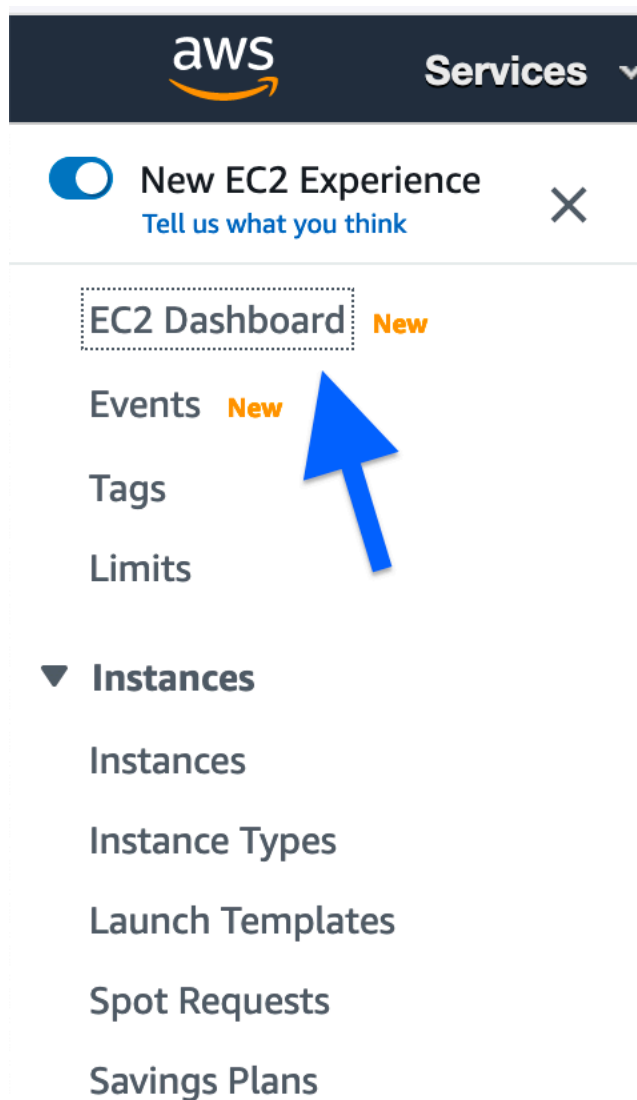 aws
Services
New EC2 Experience
Tell us what you think
EC2 Dashboard New
Events New
Tags
Limits
Instances
Instances
Instance Types
Launch Templates
Spot Requests
Savings Plans